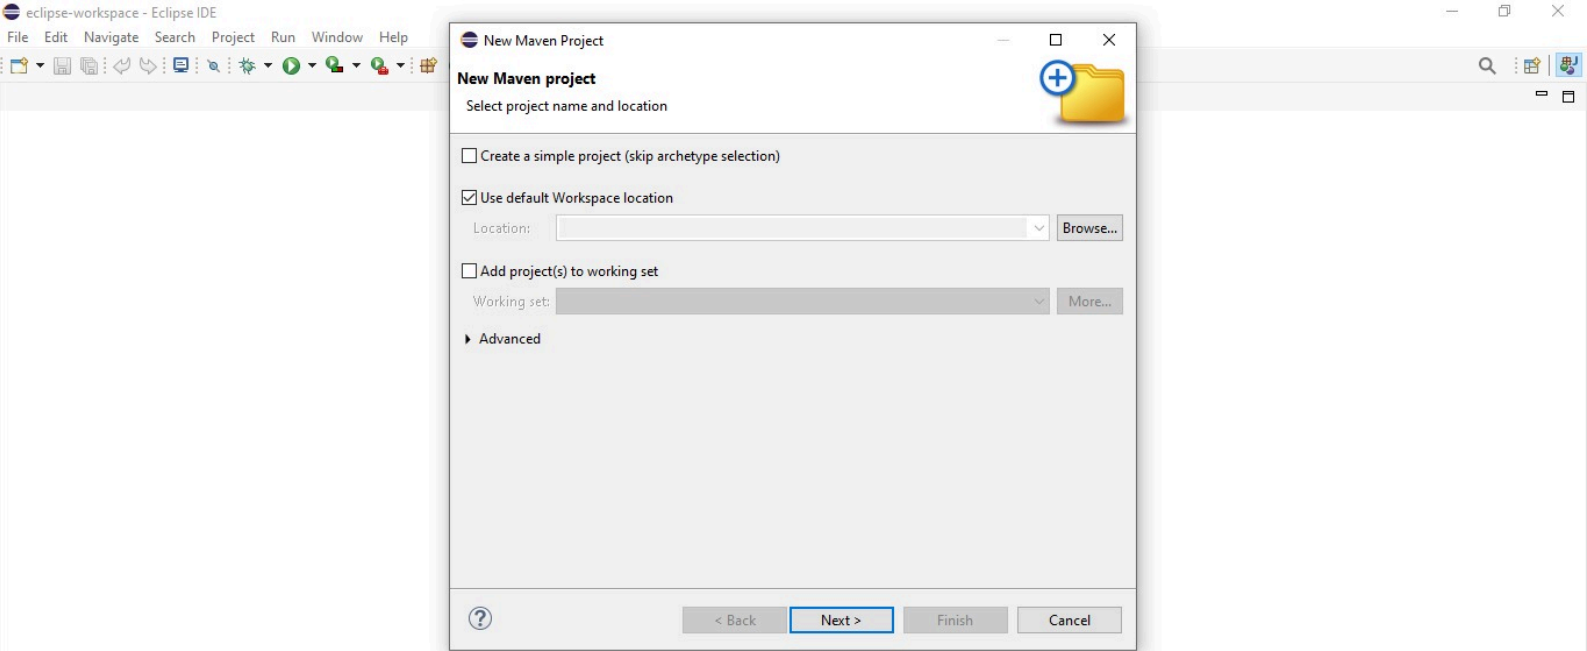 eclipse-workspace - Eclipse IDE
File Edit Navigate Search Project Run Window Help
New Maven Project
New Maven project
Select project name and location
Create a simple project (skip archetype selection)
Use default Workspace location
Location:
Browse...
Add project(s) to working set
Working set:
More...
Advanced
< Back Next > Finish Cancel